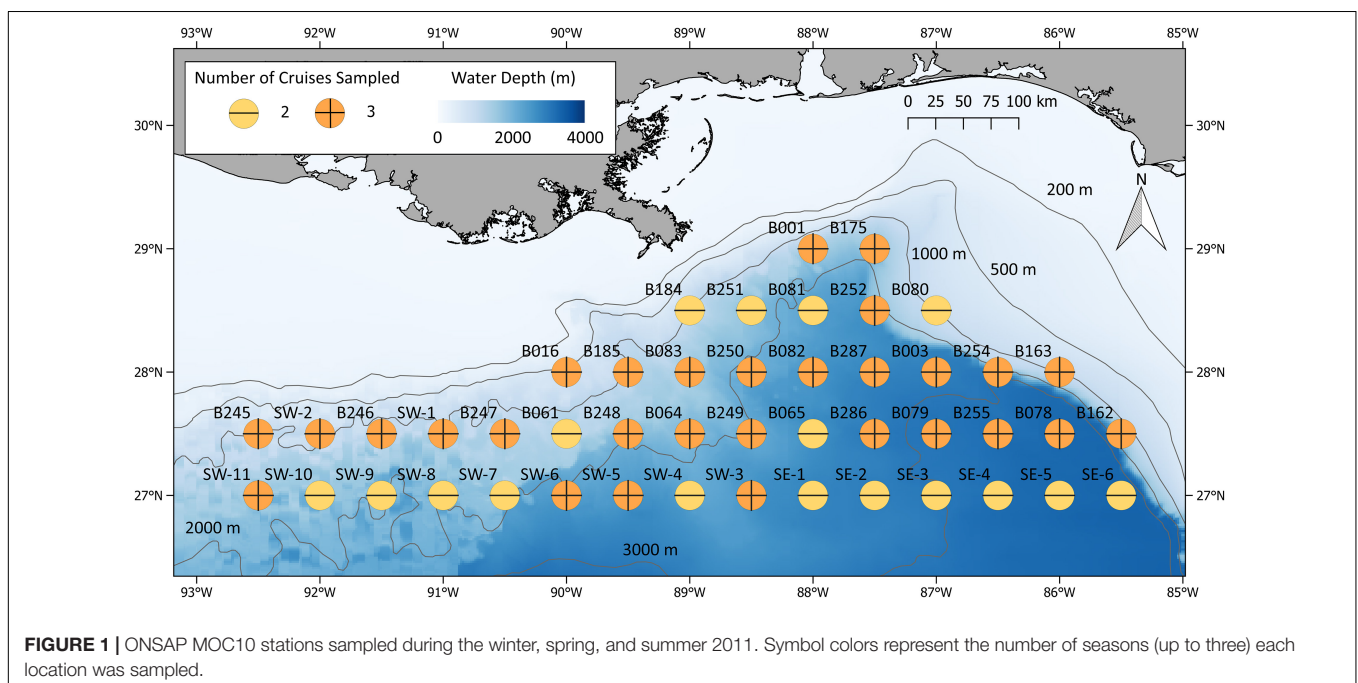 93°W 92°W 91°W 90°W 89°W 88°W 87°W 86°W 85°W
Number of Cruises Sampled Water Depth (m)
2 3
0 2000 4000
0 25 50 75 100 km
30°N 30°N
200 m
N
29°N 29°N
B001 B175
1000 m
500 m
B184 B251 B081 B252 B080
B016 B185 B083 B250 B082 B287 B003 B254 B163
28°N 28°N
B245 SW-2 B246 SW-1 B247 B061 B248 B064 B249 B065 B286 B079 B255 B078 B162
SW-11 SW-10 SW-9 SW-8 SW-7 SW-6 SW-5 SW-4 SW-3 SE-1 SE-2 SE-3 SE-4 SE-5 SE-6
27°N 27°N
2000 m
3000 m
93°W 92°W 91°W 90°W 89°W 88°W 87°W 86°W 85°W
FIGURE 1 | ONSAP MOC10 stations sampled during the winter, spring, and summer 2011. Symbol colors represent the number of seasons (up to three) each
location was sampled.